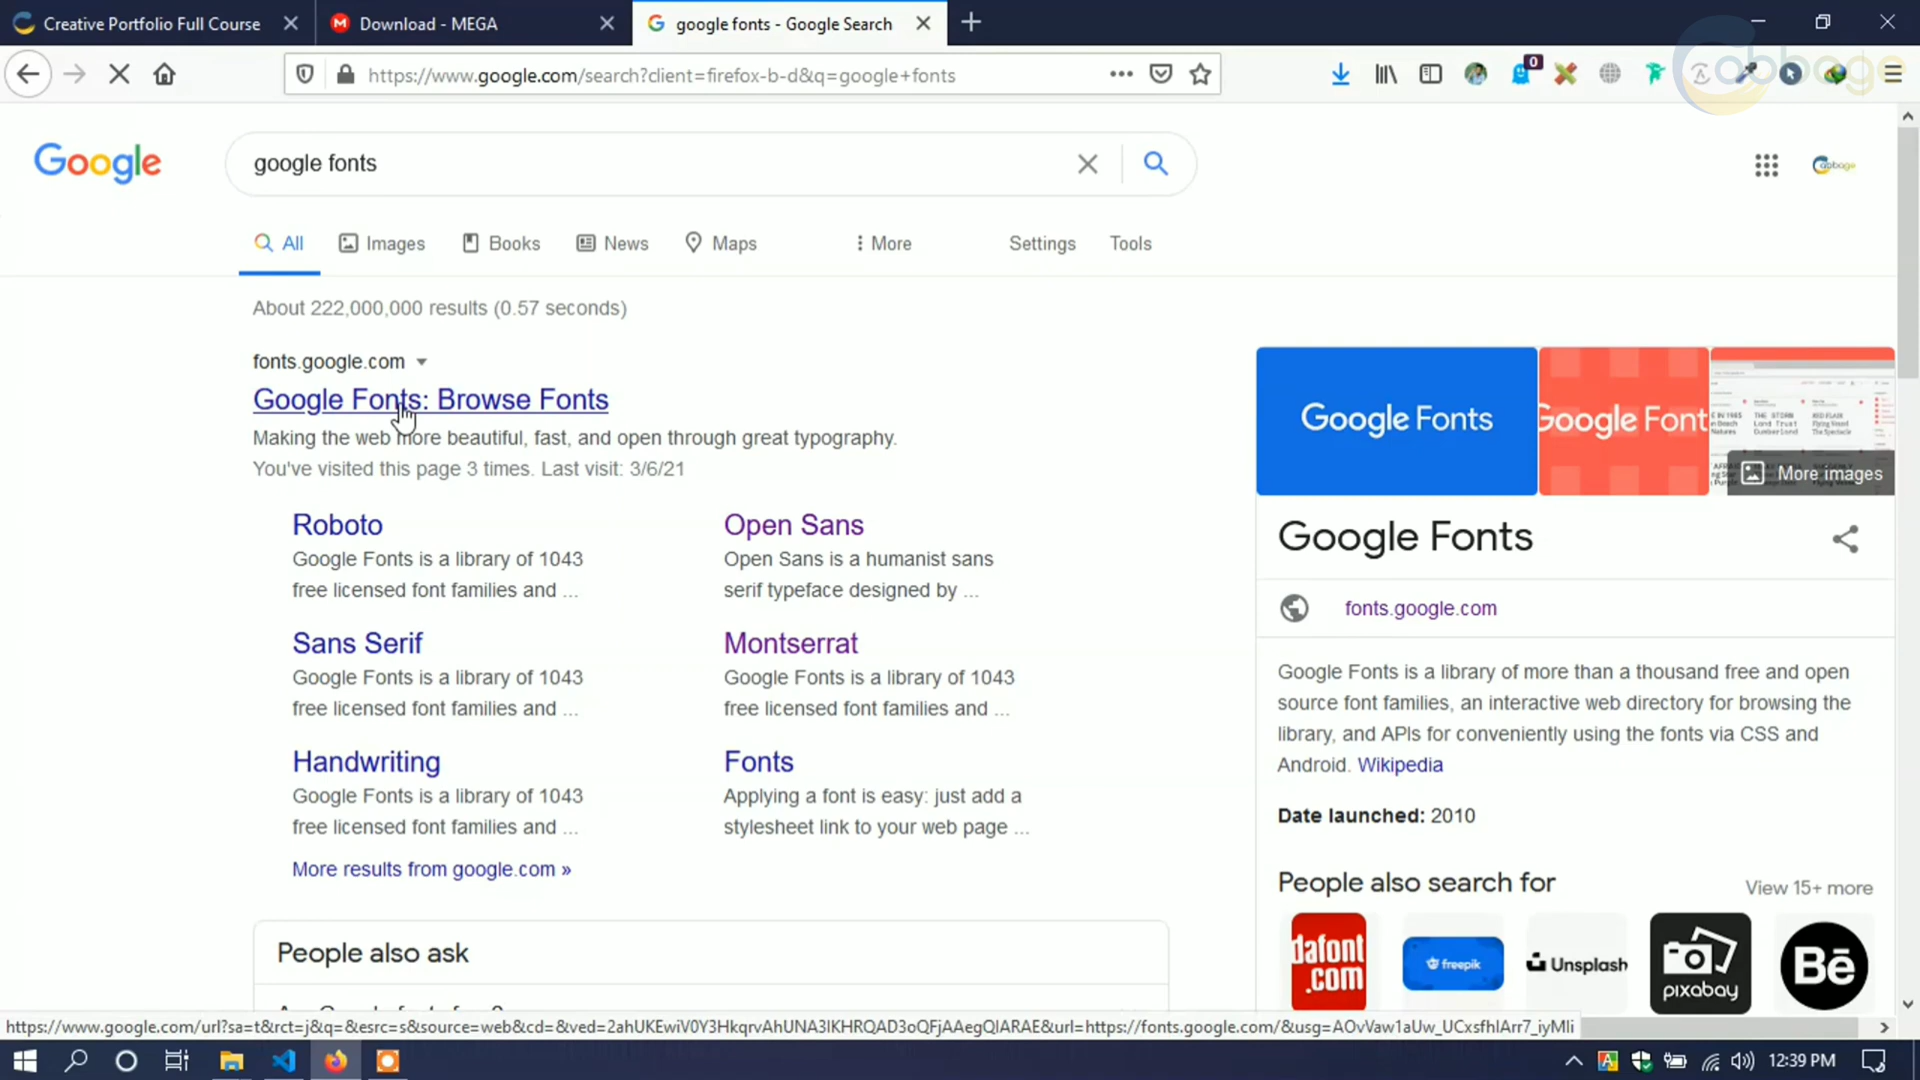 Creative Portfolio Full Course
Download - MEGA
google fonts - Google Search
https://www.google.com/search?client=firefox-b-d&q=google+fonts
0
abbage
Google
google fonts
abbage
All
Images
Books
News
Maps
More
Settings
Tools
About 222,000,000 results (0.57 seconds)
fonts.google.com
Google Fonts: Browse Fonts
Making the web more beautiful, fast, and open through great typography.
You've visited this page 3 times. Last visit: 3/6/21
Roboto
Google Fonts is a library of 1043
free licensed font families and ...
Open Sans
Open Sans is a humanist sans
serif typeface designed by ...
Sans Serif
Google Fonts is a library of 1043
free licensed font families and ...
Montserrat
Google Fonts is a library of 1043
free licensed font families and ...
Handwriting
Google Fonts is a library of 1043
free licensed font families and ...
Fonts
Applying a font is easy: just add a
stylesheet link to your web page ...
More results from google.com »
People also ask
Google Fonts
Google Font
More images
Google Fonts
fonts.google.com
Google Fonts is a library of more than a thousand free and open
source font families, an interactive web directory for browsing the
library, and APIs for conveniently using the fonts via CSS and
Android. Wikipedia
Date launched: 2010
People also search for
View 15+ more
dafont
.com
freepik
Unsplash
pixabay
Bē
12:39 PM